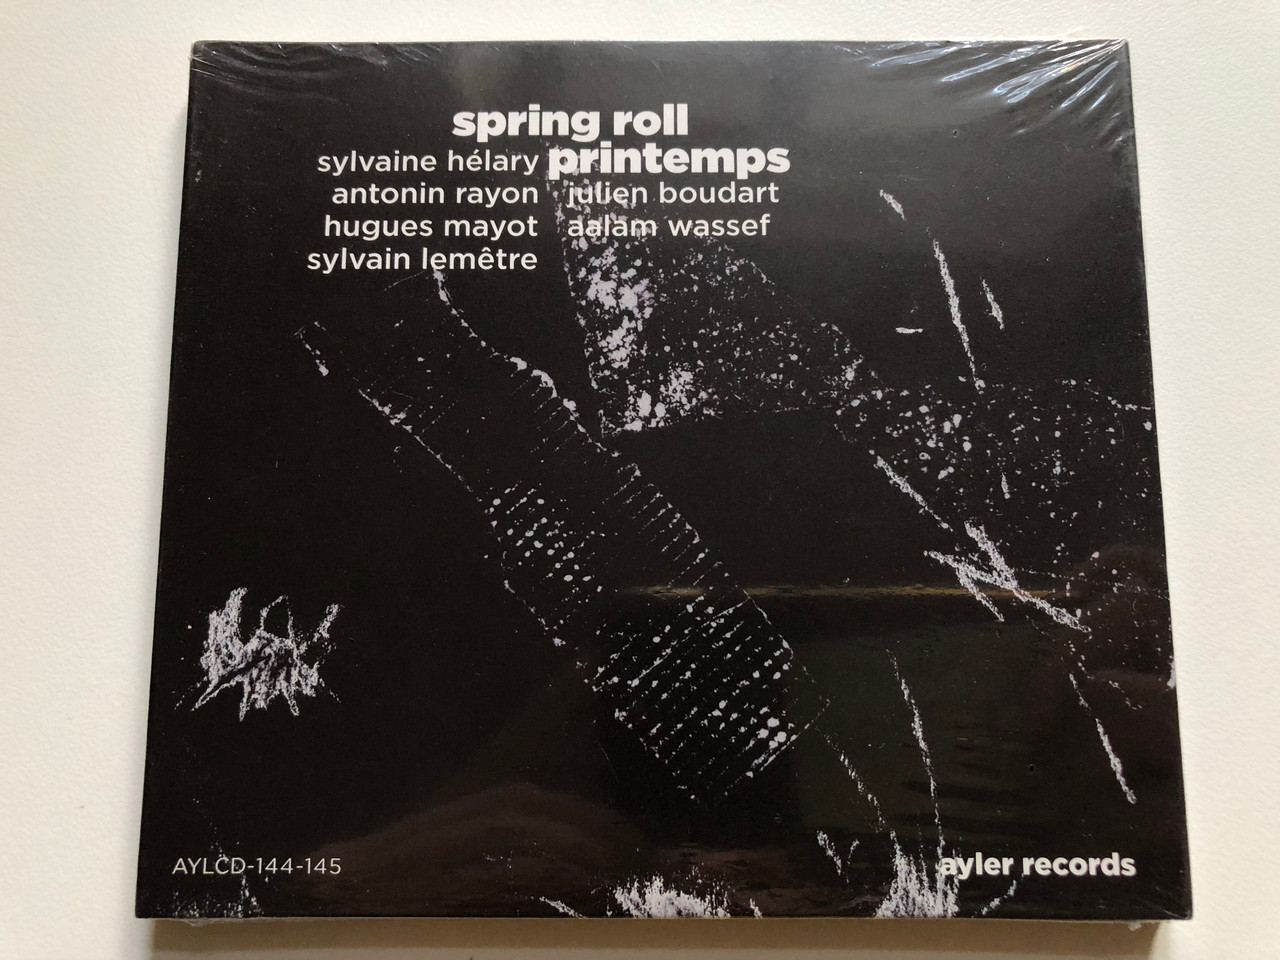 spring roll
sylvaine hélary printemps
antonin rayon julien boudart
hugues mayot aalam wassef
sylvain lemêtre
AYLCD-144-145
ayler records